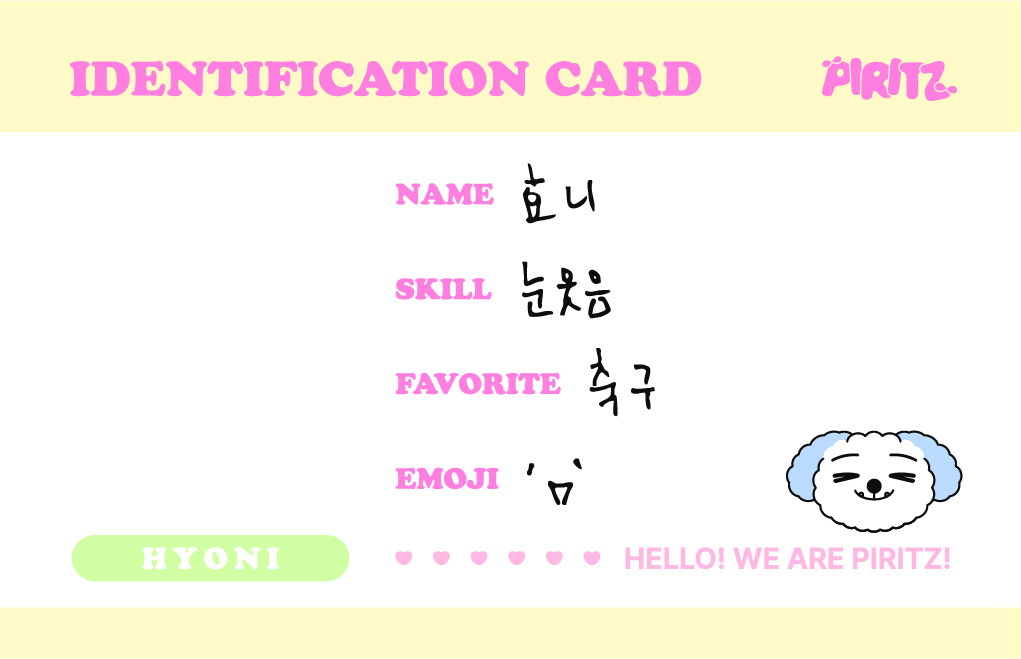 IDENTIFICATION CARD PIRITZ
NAME 효니
SKILL 눈웃음
FAVORITE 축구
EMOJI 'ㅂ`
HYONI
HELLO! WE ARE PIRITZ!